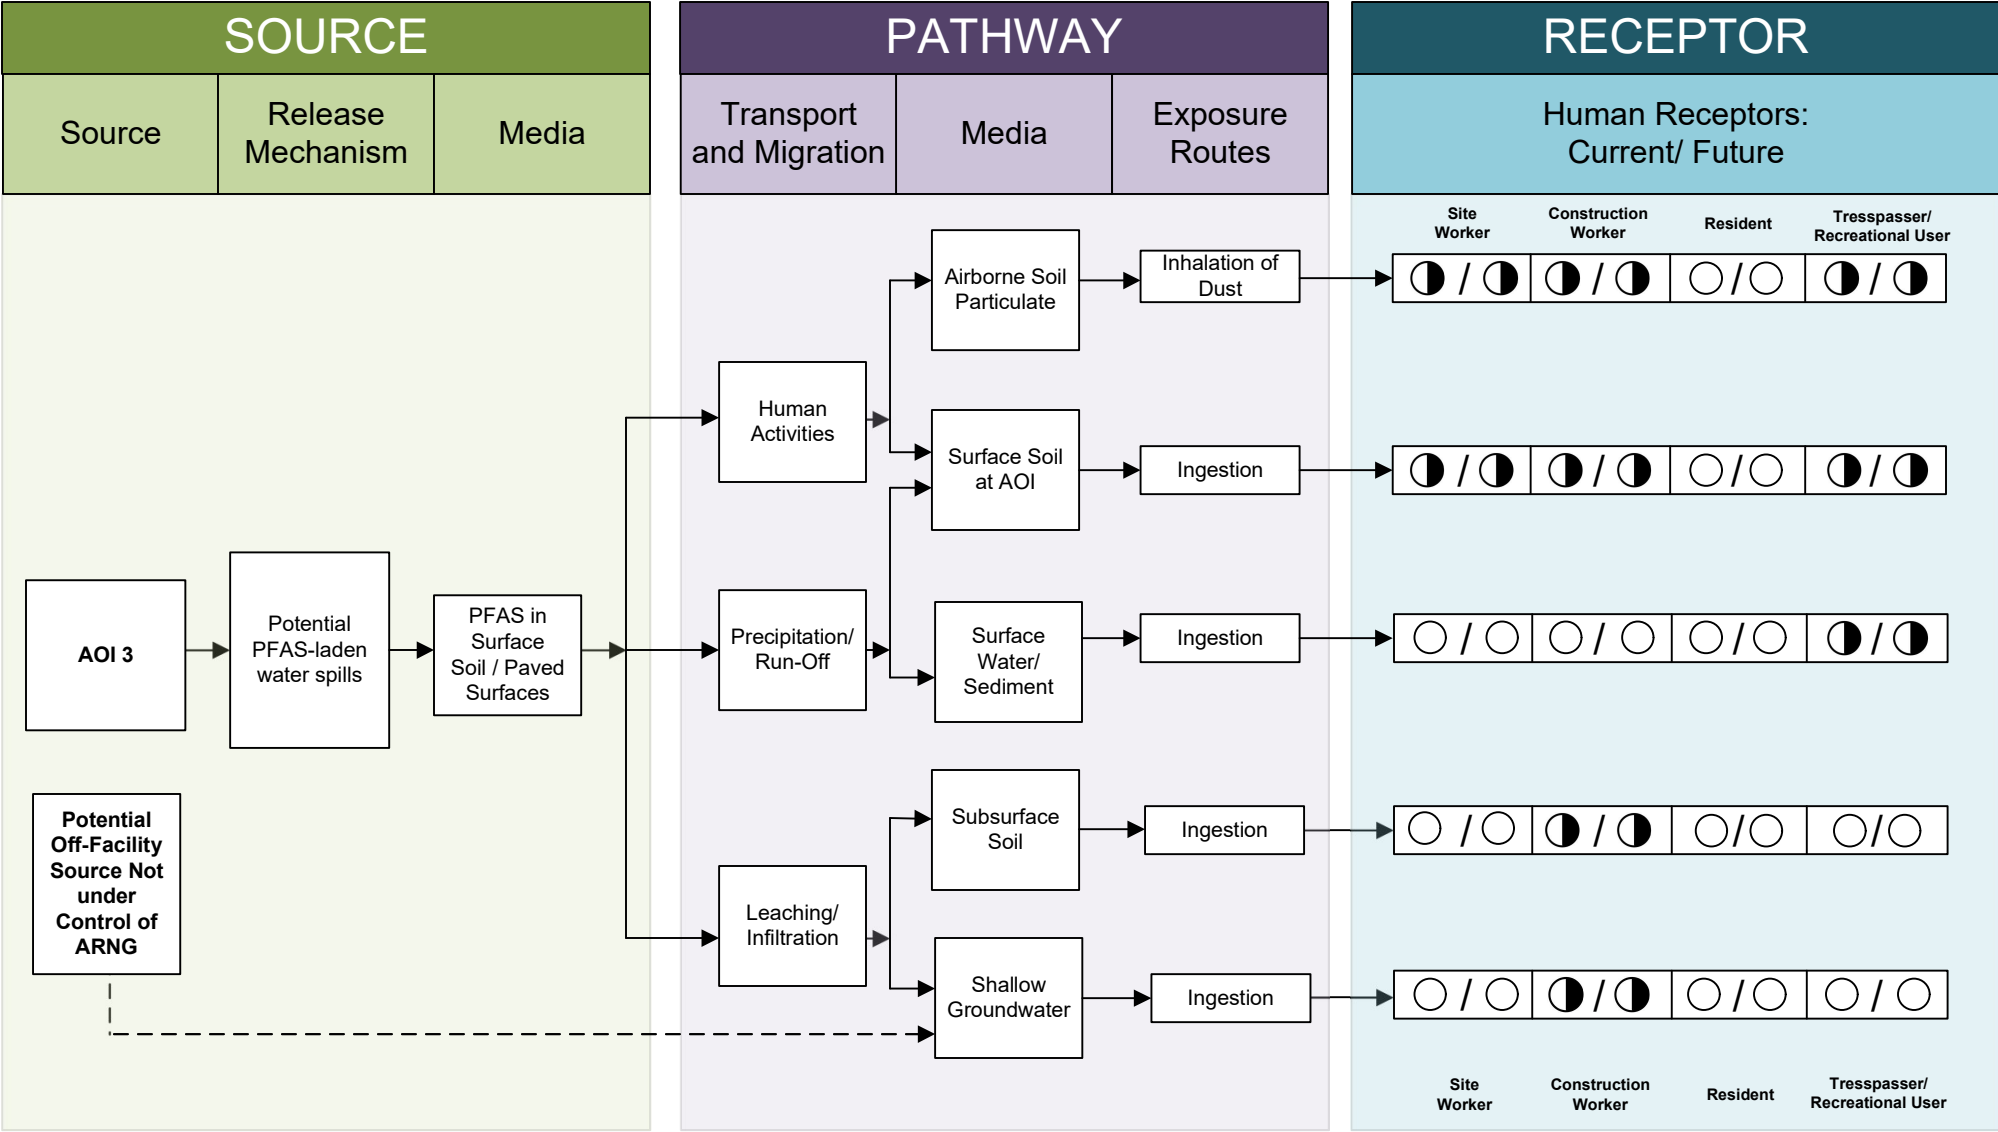 SOURCE
PATHWAY
RECEPTOR
Source
Release
Mechanism
Media
Transport
and Migration
Media
Exposure
Routes
Human Receptors:
Current/ Future
Site
Worker
Construction
Worker
Resident
Tresspasser/
Recreational User
Airborne Soil
Particulate
Inhalation of
Dust
/ / / /
Human
Activities
Surface Soil
at AOI
Ingestion
/ / / /
AOI 3
Potential
PFAS-laden
water spills
PFAS in
Surface
Soil / Paved
Surfaces
Precipitation/
Run-Off
Surface
Water/
Sediment
Ingestion
/ / / /
Potential
Off-Facility
Source Not
under
Control of
ARNG
Subsurface
Soil
Ingestion
/ / / /
Leaching/
Infiltration
Shallow
Groundwater
Ingestion
/ / / /
Site
Worker
Construction
Worker
Resident
Tresspasser/
Recreational User